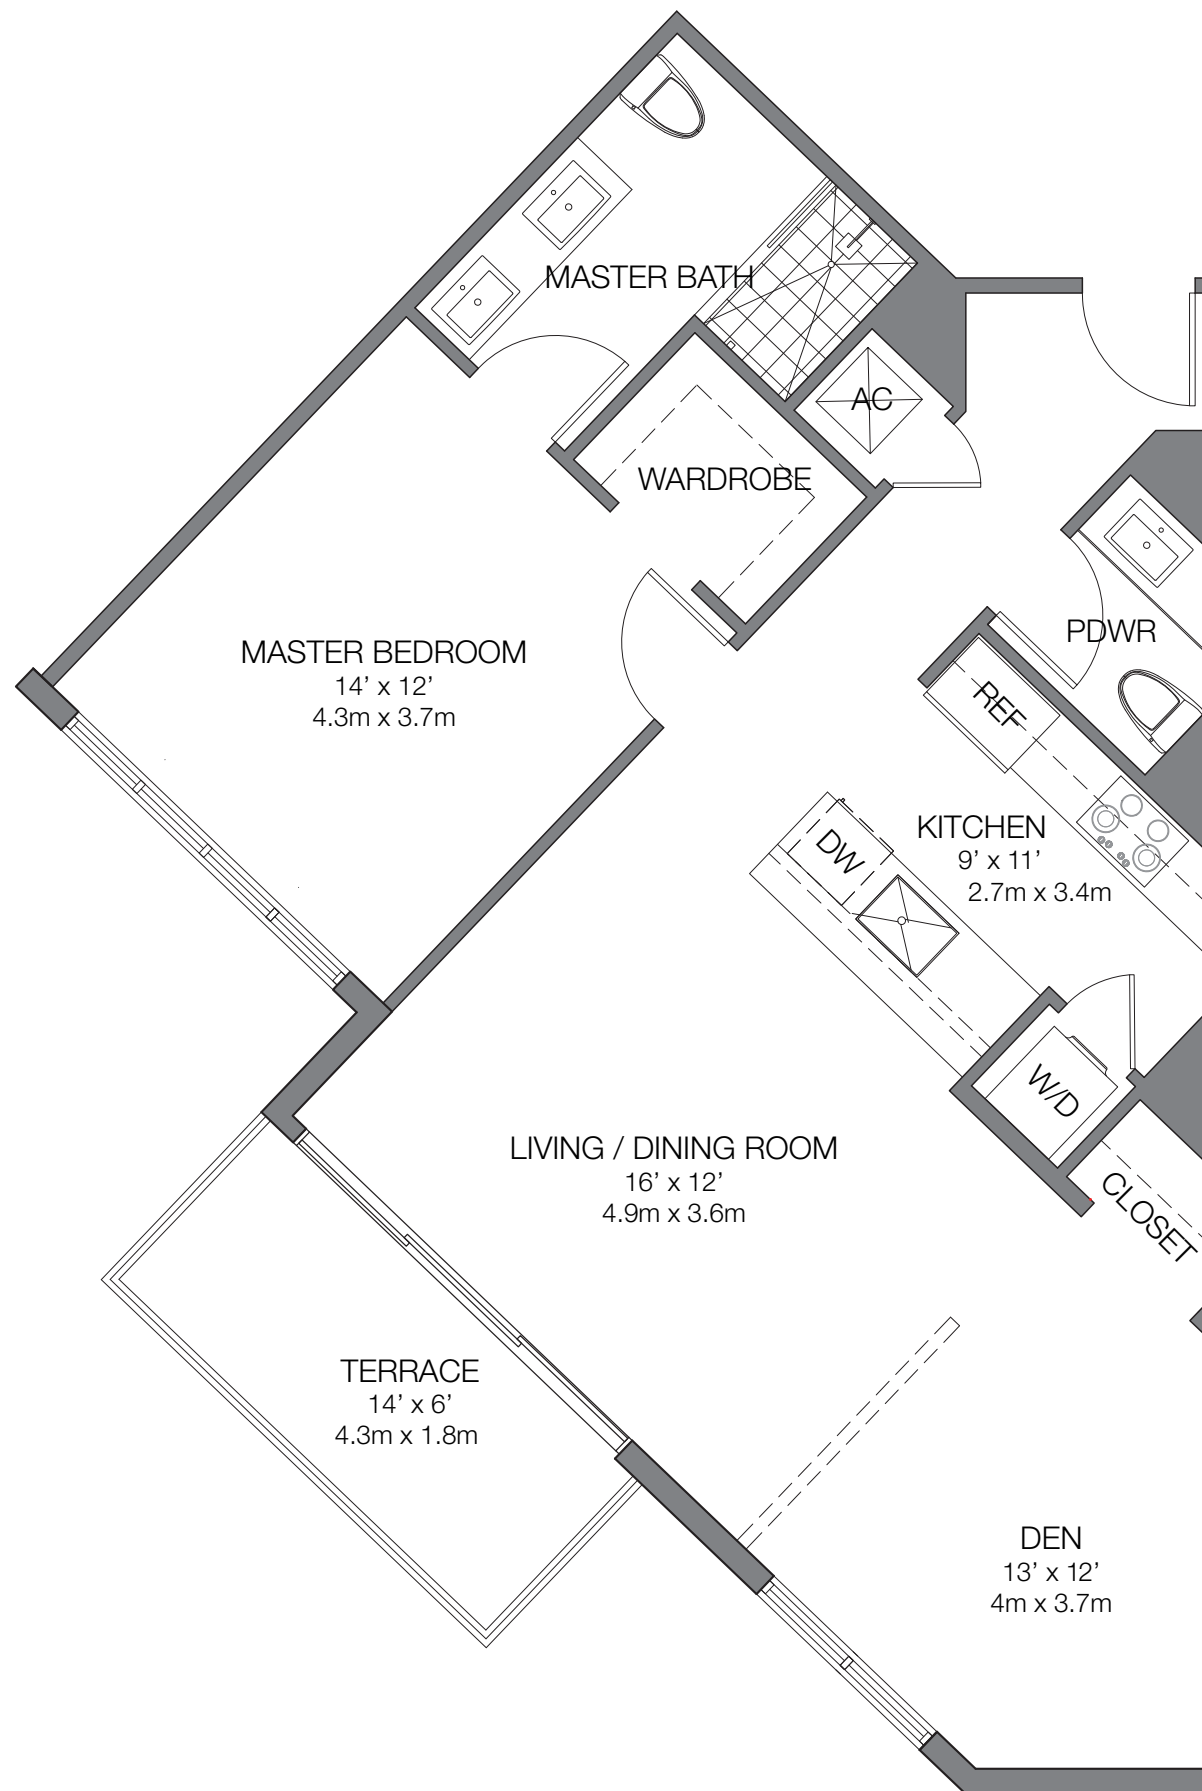 MASTER BATH
AC
WARDROBE
PDWR
MASTER BEDROOM
14’ x 12’
4.3m x 3.7m
REF
KITCHEN
9’ x 11’
2.7m x 3.4m
DW
W/D
LIVING / DINING ROOM
16’ x 12’
4.9m x 3.6m
CLOSET
TERRACE
14’ x 6’
4.3m x 1.8m
DEN
13’ x 12’
4m x 3.7m